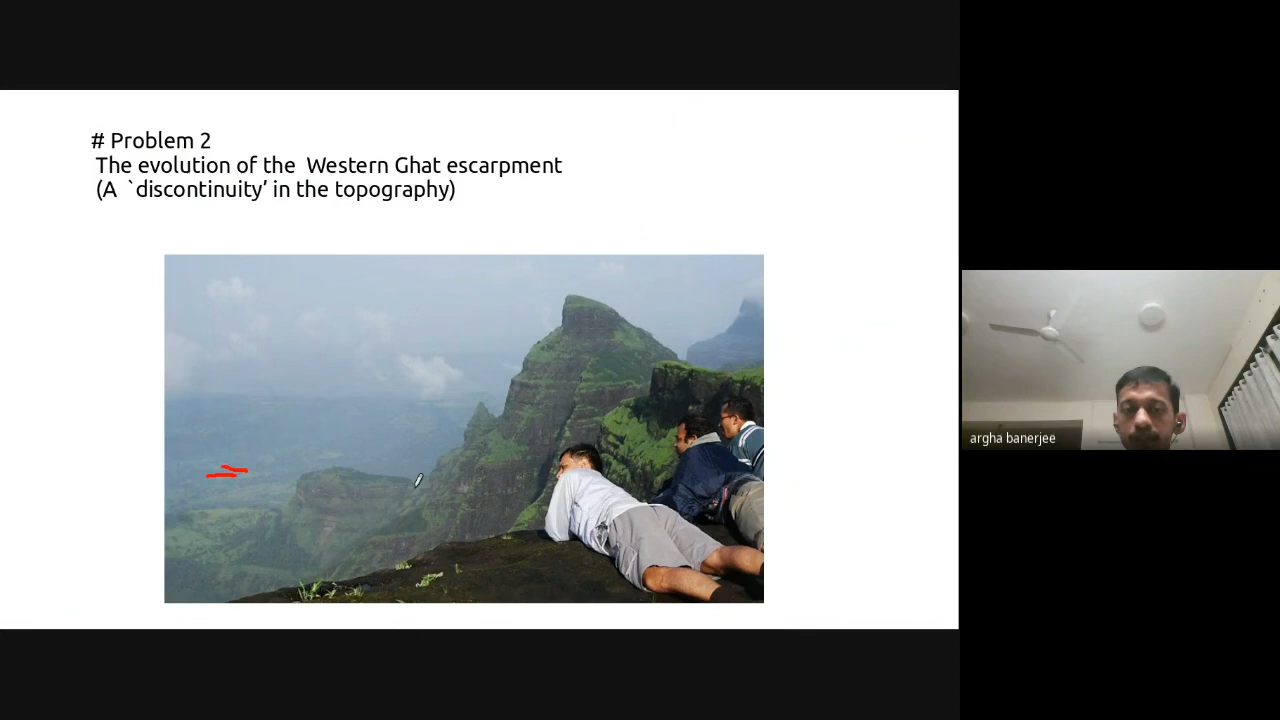 # Problem 2
The evolution of the Western Ghat escarpment
(A `discontinuity’ in the topography)
argha banerjee